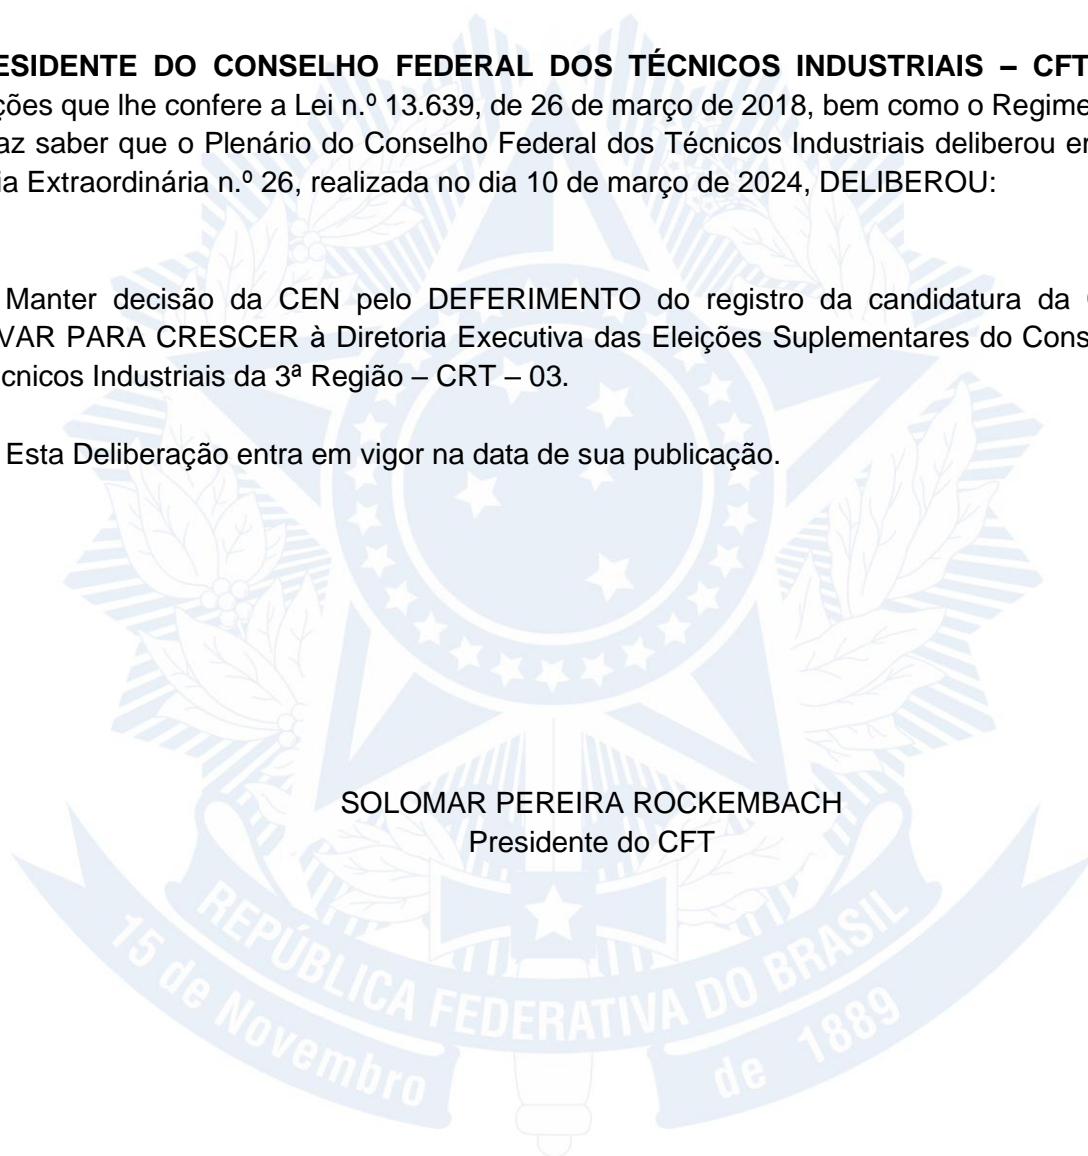 ESIDENTE DO CONSELHO FEDERAL DOS TÉCNICOS INDUSTRIAIS – CFT
ções que lhe confere a Lei n.º 13.639, de 26 de março de 2018, bem como o Regime
az saber que o Plenário do Conselho Federal dos Técnicos Industriais deliberou e
ia Extraordinária n.º 26, realizada no dia 10 de março de 2024, DELIBEROU:
Manter decisão da CEN pelo DEFERIMENTO do registro da candidatura da
VAR PARA CRESCER à Diretoria Executiva das Eleições Suplementares do Cons
cnicos Industriais da 3ª Região – CRT – 03.
Esta Deliberação entra em vigor na data de sua publicação.
SOLOMAR PEREIRA ROCKEMBACH
Presidente do CFT
REPÚBLICA FEDERATIVA DO BRASIL
15 de Novembro de 1889